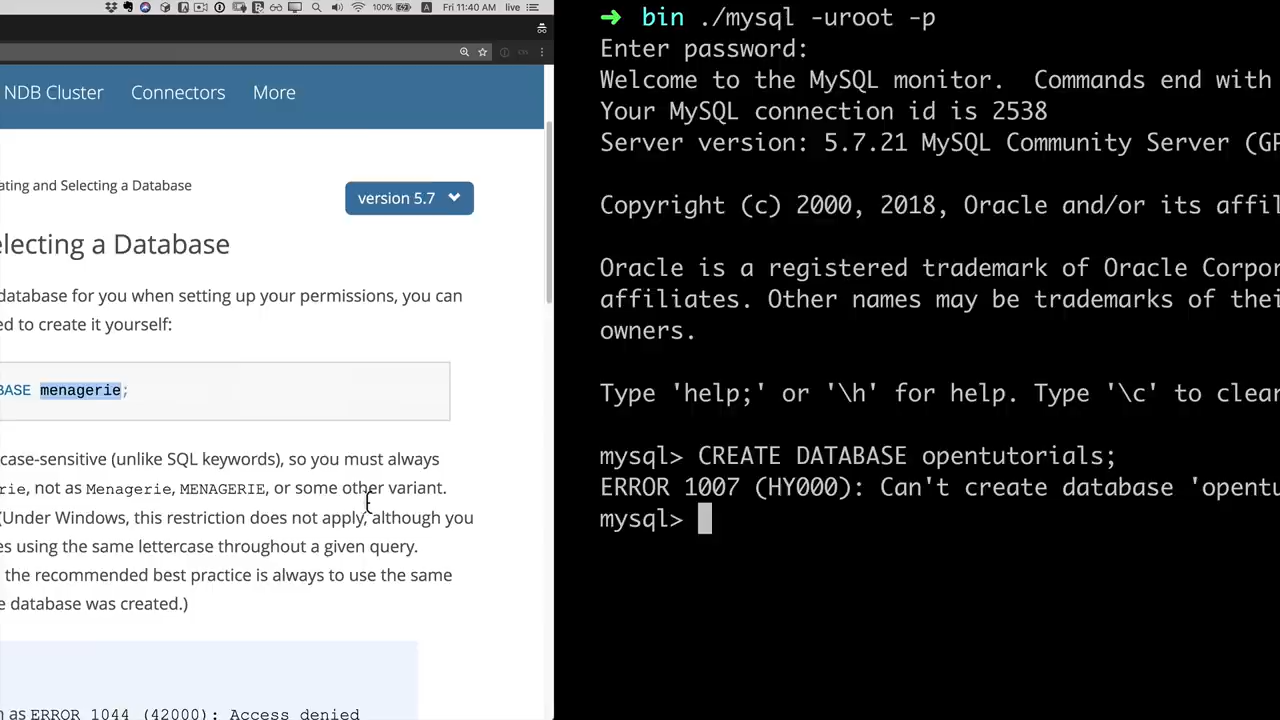 100%
Fri 11:40 AM live
NDB Cluster Connectors More
ating and Selecting a Database
version 5.7
electing a Database
database for you when setting up your permissions, you can
ed to create it yourself:
BASE menagerie;
case-sensitive (unlike SQL keywords), so you must always
rie, not as Menagerie, MENAGERIE, or some other variant.
(Under Windows, this restriction does not apply, although you
es using the same lettercase throughout a given query.
the recommended best practice is always to use the same
e database was created.)
n as ERROR 1044 (42000): Access denied
➜ bin ./mysql -uroot -p
Enter password:
Welcome to the MySQL monitor.  Commands end with
Your MySQL connection id is 2538
Server version: 5.7.21 MySQL Community Server (GP
Copyright (c) 2000, 2018, Oracle and/or its affil
Oracle is a registered trademark of Oracle Corpor
affiliates. Other names may be trademarks of thei
owners.
Type 'help;' or '\h' for help. Type '\c' to clear
mysql> CREATE DATABASE opentutorials;
ERROR 1007 (HY000): Can't create database 'opentu
mysql>